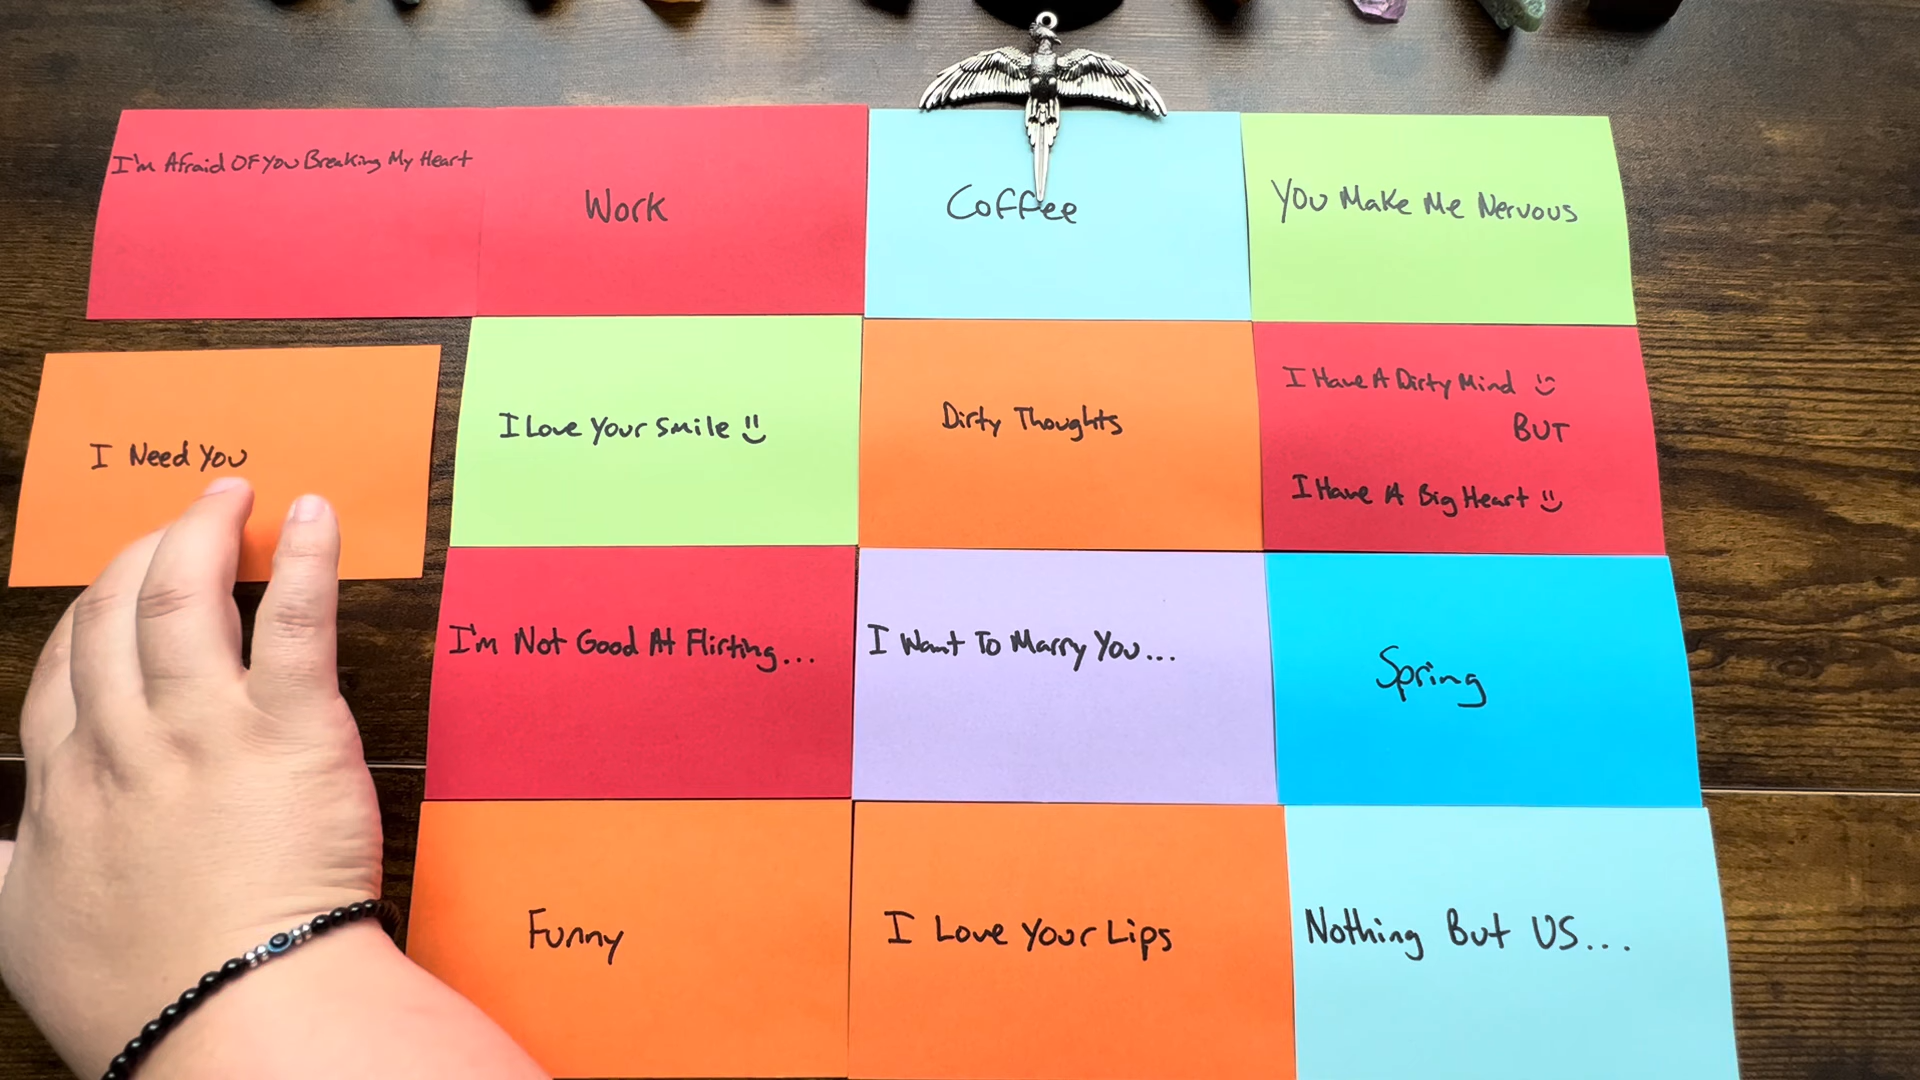 I'm Afraid OF You Breaking My Heart
Work
Coffee
You Make Me Nervous
I Need You
I Love Your Smile
Dirty Thoughts
I Have A Dirty Mind
BUT
I Have A Big Heart
I'm Not Good At Flirting...
I Want To Marry You...
Spring
Funny
I Love Your Lips
Nothing But US...